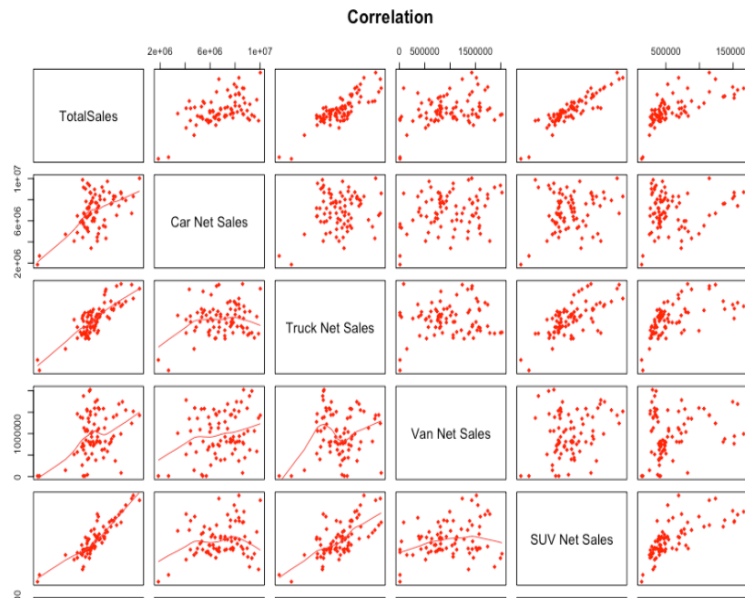 Correlation
2e+06 6e+06 1e+07 0 500000 1500000 500000 150000
TotalSales
1e+07
6e+06
2e+06
Car Net Sales
Truck Net Sales
1000000
0
Van Net Sales
SUV Net Sales